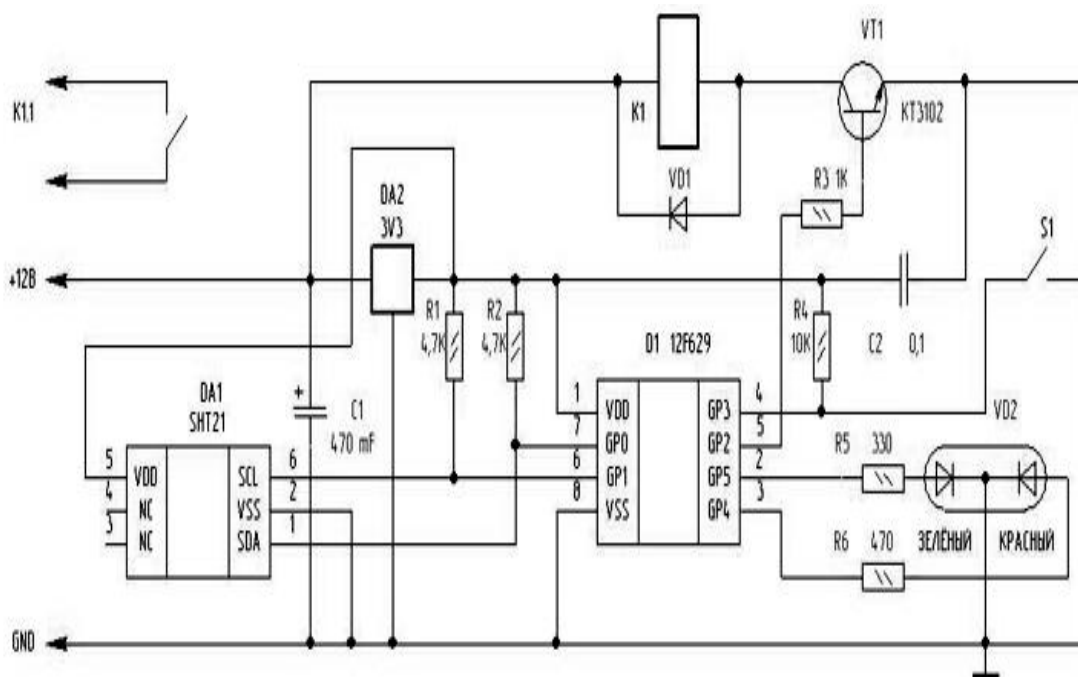 VT1
K1.1
K1
КТ3102
VD1
R3 1K
DA2
3V3
S1
+12В
R1
4,7K
R2
4,7K
R4
10K
C2 0,1
D1 12F629
DA1
SHT21
+
C1
470 mF
1
VDD
GP3
4
7
GP0
GP2
5
6
GP1
GP5
2
8
VSS
GP4
3
VD2
R5 330
5
VDD
SCL
6
4
NC
VSS
2
3
NC
SDA
1
R6 470
ЗЕЛЁНЫЙ
КРАСНЫЙ
GND